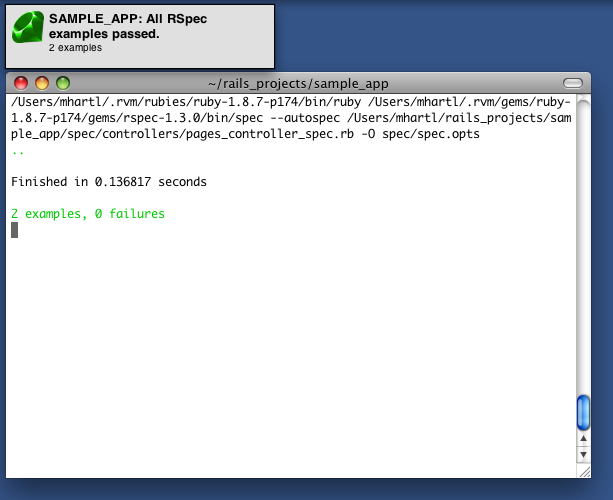 SAMPLE_APP: All RSpec
examples passed.
2 examples
~/rails_projects/sample_app
/Users/mhartl/.rvm/rubies/ruby-1.8.7-p174/bin/ruby /Users/mhartl/.rvm/gems/ruby-
1.8.7-p174/gems/rspec-1.3.0/bin/spec --autospec /Users/mhartl/rails_projects/sam
ple_app/spec/controllers/pages_controller_spec.rb -O spec/spec.opts
..
Finished in 0.136817 seconds
2 examples, 0 failures